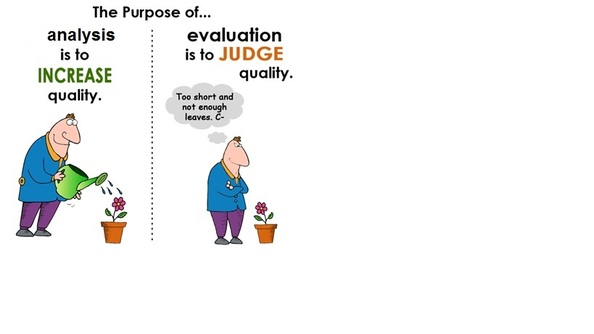 The Purpose of...
analysis
is to
INCREASE
quality.
evaluation
is to JUDGE
quality.
Too short and
not enough
leaves. C-